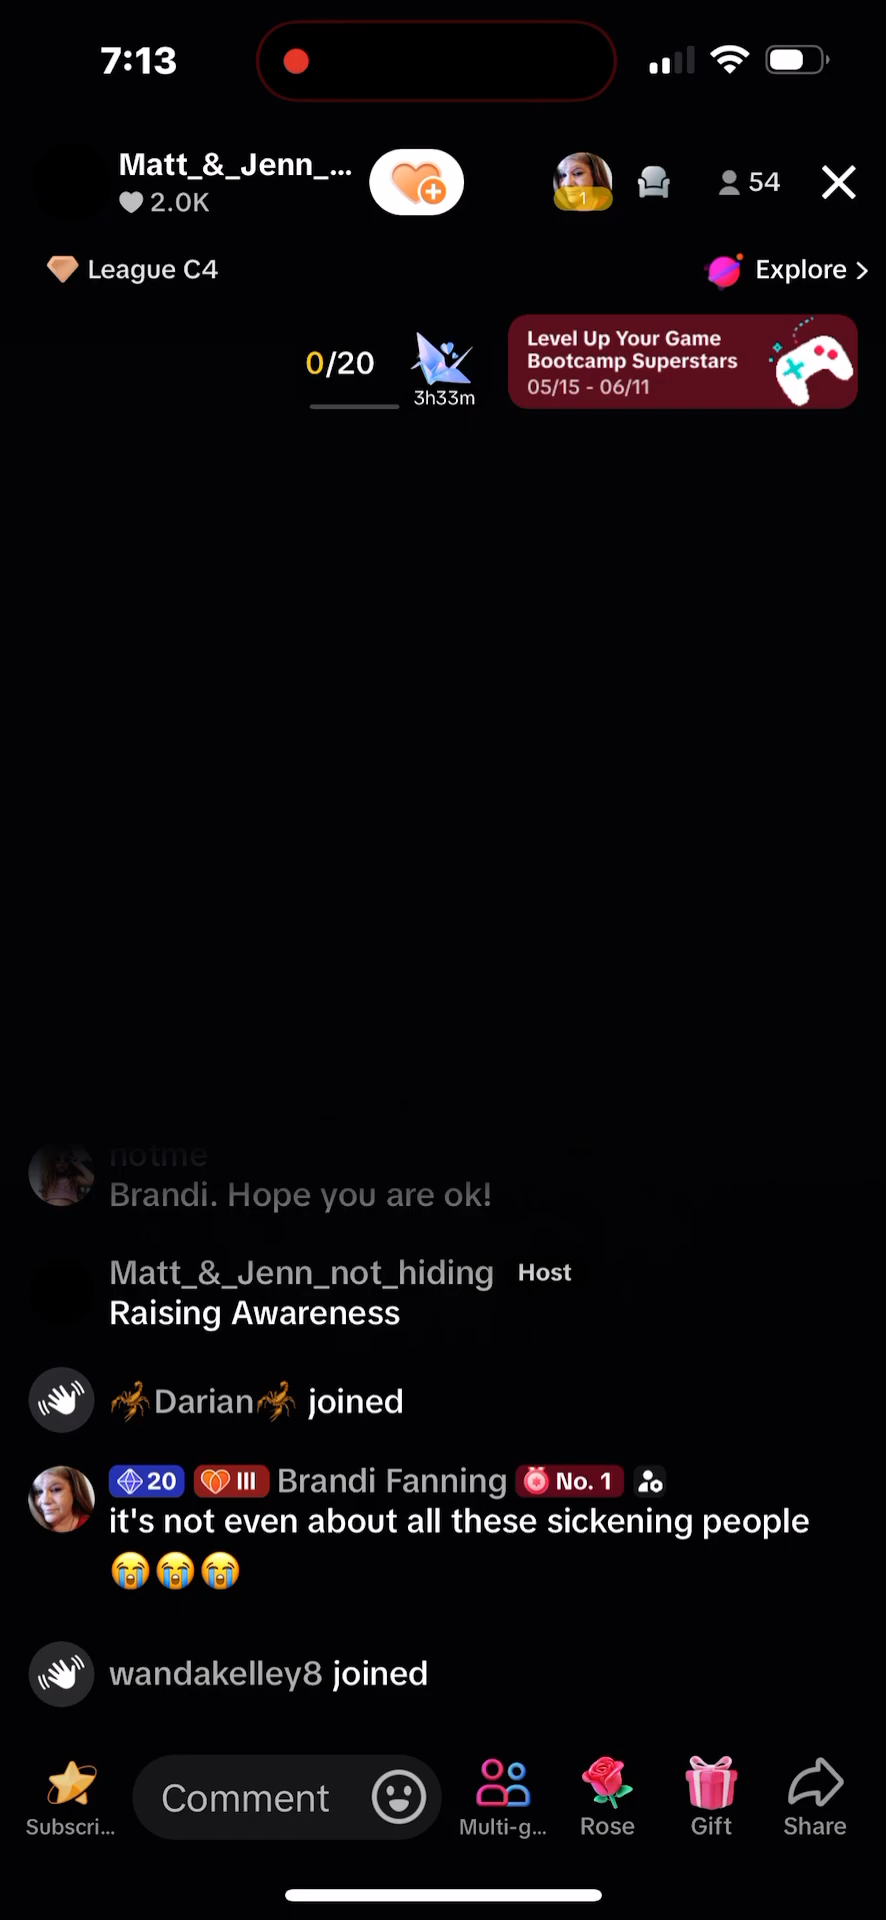 7:13
Matt_&_Jenn_...
2.0K
1
54
League C4
Explore >
0/20
3h33m
Level Up Your Game
Bootcamp Superstars
05/15 - 06/11
notme
Brandi. Hope you are ok!
Matt_&_Jenn_not_hiding Host
Raising Awareness
🦂Darian🦂 joined
20 III Brandi Fanning No. 1
it's not even about all these sickening people
😭😭😭
wandakelley8 joined
Comment
Subscri... Multi-g... Rose Gift Share